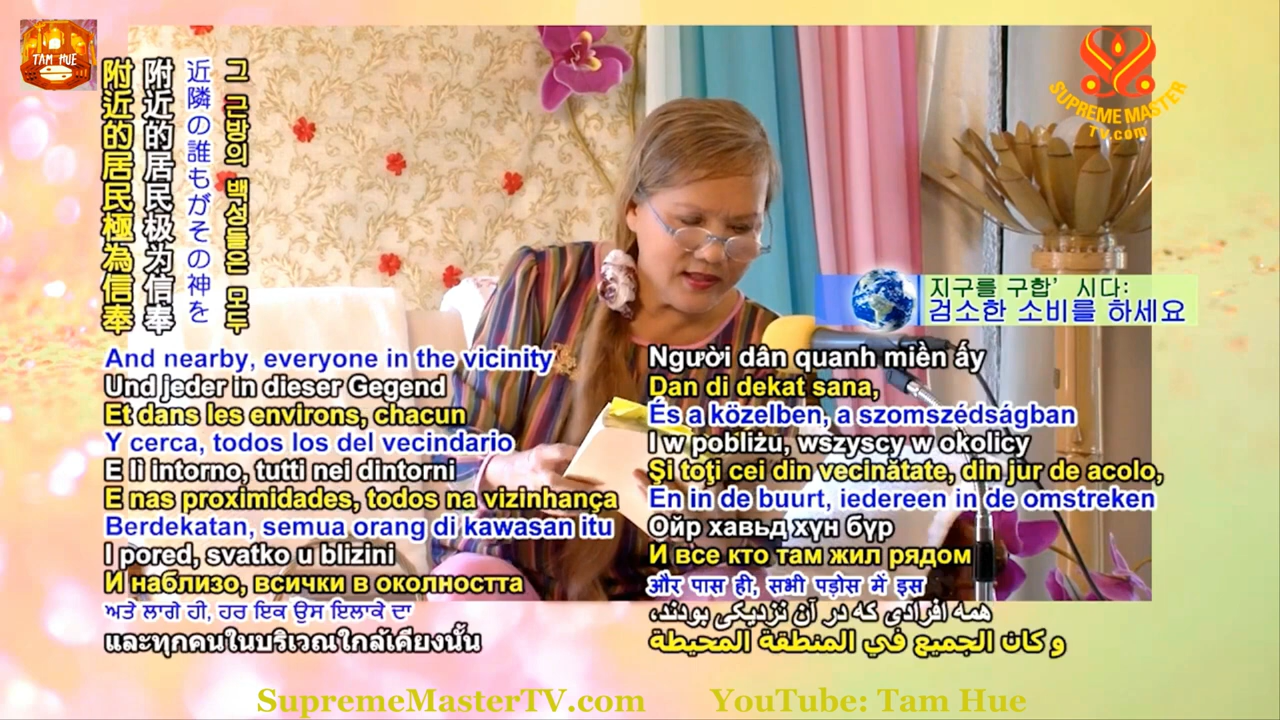 TAM HUE
SUPREME MASTER
TV.com
附近的居民極為信奉
附近的居民极为信奉
近隣の誰もがその神を
그 근방의 백성들은 모두
지구를 구합’ 시다:
검소한 소비를 하세요
And nearby, everyone in the vicinity
Und jeder in dieser Gegend
Et dans les environs, chacun
Y cerca, todos los del vecindario
E lì intorno, tutti nei dintorni
E nas proximidades, todos na vizinhança
Berdekatan, semua orang di kawasan itu
I pored, svatko u blizini
И наблизо, всички в околността
ਅਤੇ ਲਾਗੇ ਹੀ, ਹਰ ਇਕ ਉਸ ਇਲਾਕੇ ਦਾ
และทุกคนในบริเวณใกล้เคียงนั้น
Người dân quanh miền ấy
Dan di dekat sana,
És a közelben, a szomszédságban
I w pobliżu, wszyscy w okolicy
Şi toţi cei din vecinătate, din jur de acolo,
En in de buurt, iedereen in de omstreken
Ойр хавьд хүн бүр
И все кто там жил рядом
और पास ही, सभी पड़ोस में इस
همه افرادی که در آن نزدیکی بودند،
و كان الجميع في المنطقة المحيطة
SupremeMasterTV.com
YouTube: Tam Hue